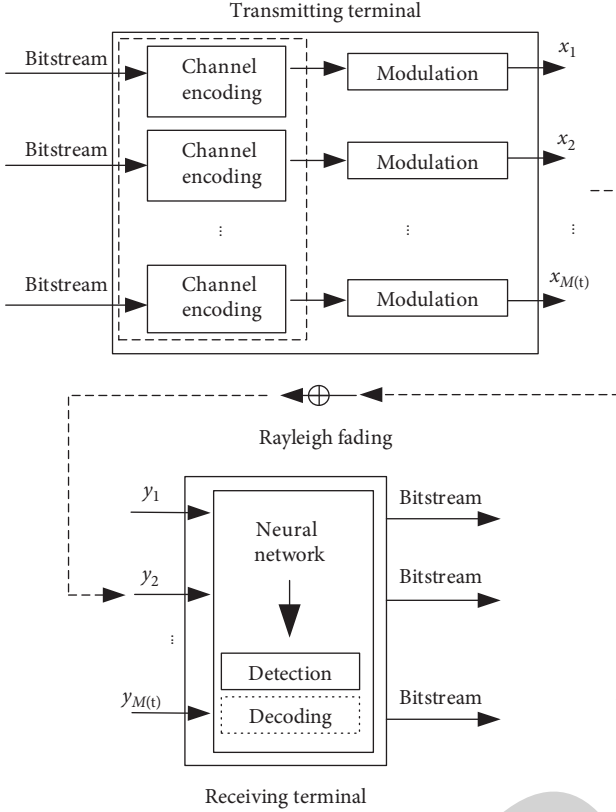 Transmitting terminal
Bitstream
Channel
encoding
Modulation
x1
Bitstream
Channel
encoding
Modulation
x2
...
...
...
Bitstream
Channel
encoding
Modulation
xM(t)
Rayleigh fading
y1
Neural
network
Bitstream
y2
Bitstream
...
Detection
yM(t)
Decoding
Bitstream
Receiving terminal